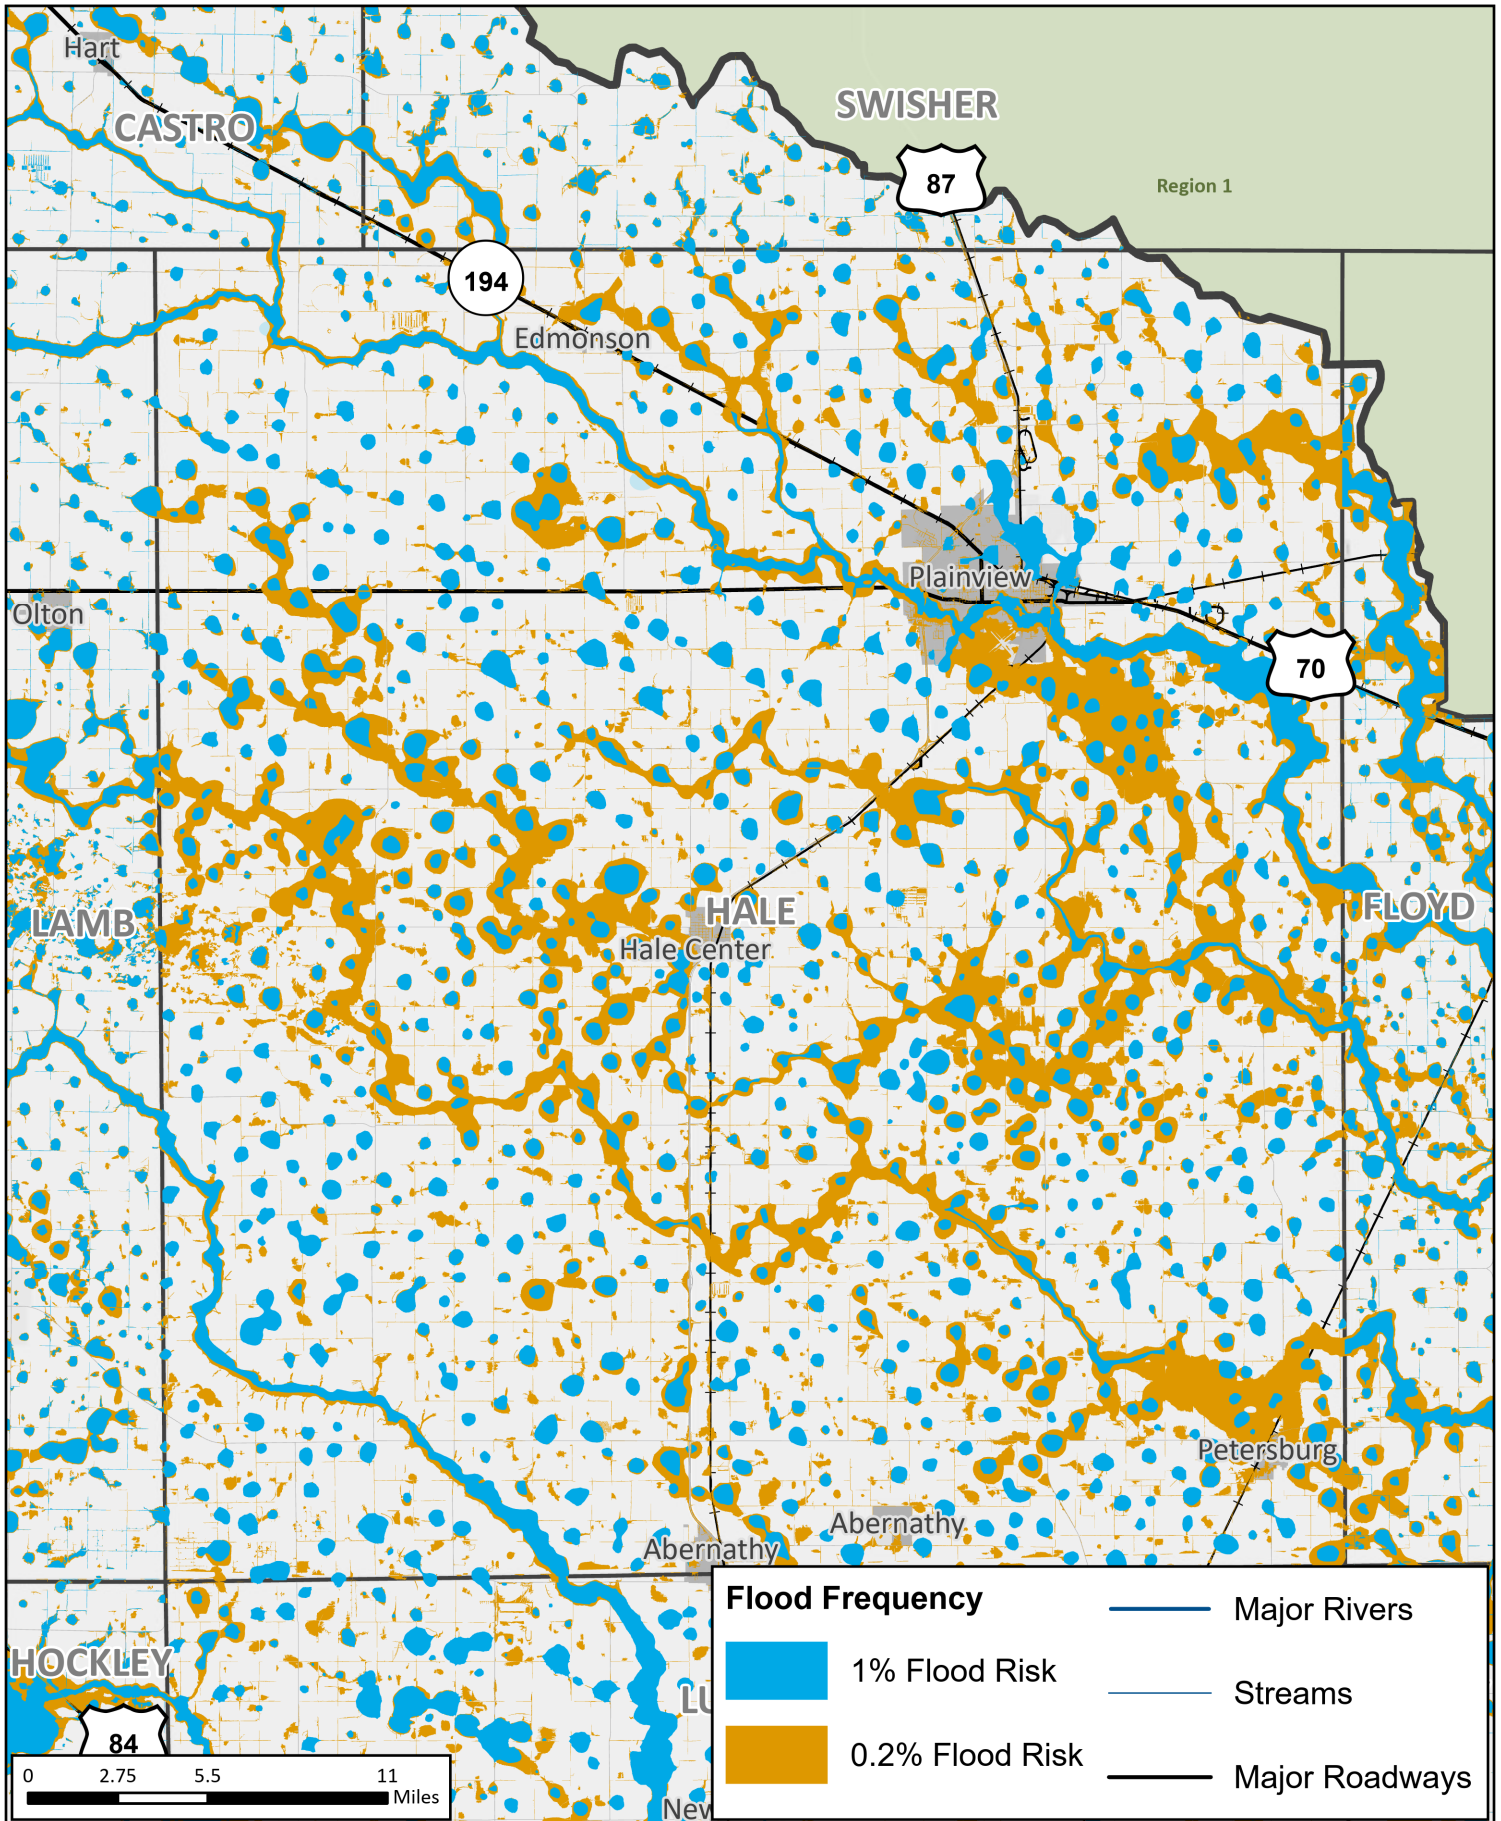 Hart
CASTRO
SWISHER
87
Region 1
194
Edmonson
Plainview
Olton
70
LAMB
HALE
FLOYD
Hale Center
Petersburg
Abernathy
Abernathy
HOCKLEY
LU
84
New
Flood Frequency
1% Flood Risk
0.2% Flood Risk
Major Rivers
Streams
Major Roadways
0 2.75 5.5 11
Miles